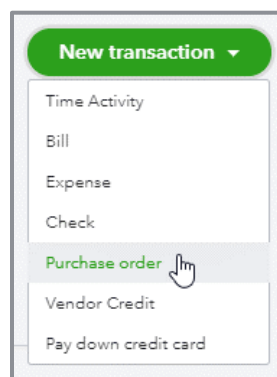 New transaction
Time Activity
Bill
Expense
Check
Purchase order
Vendor Credit
Pay down credit card